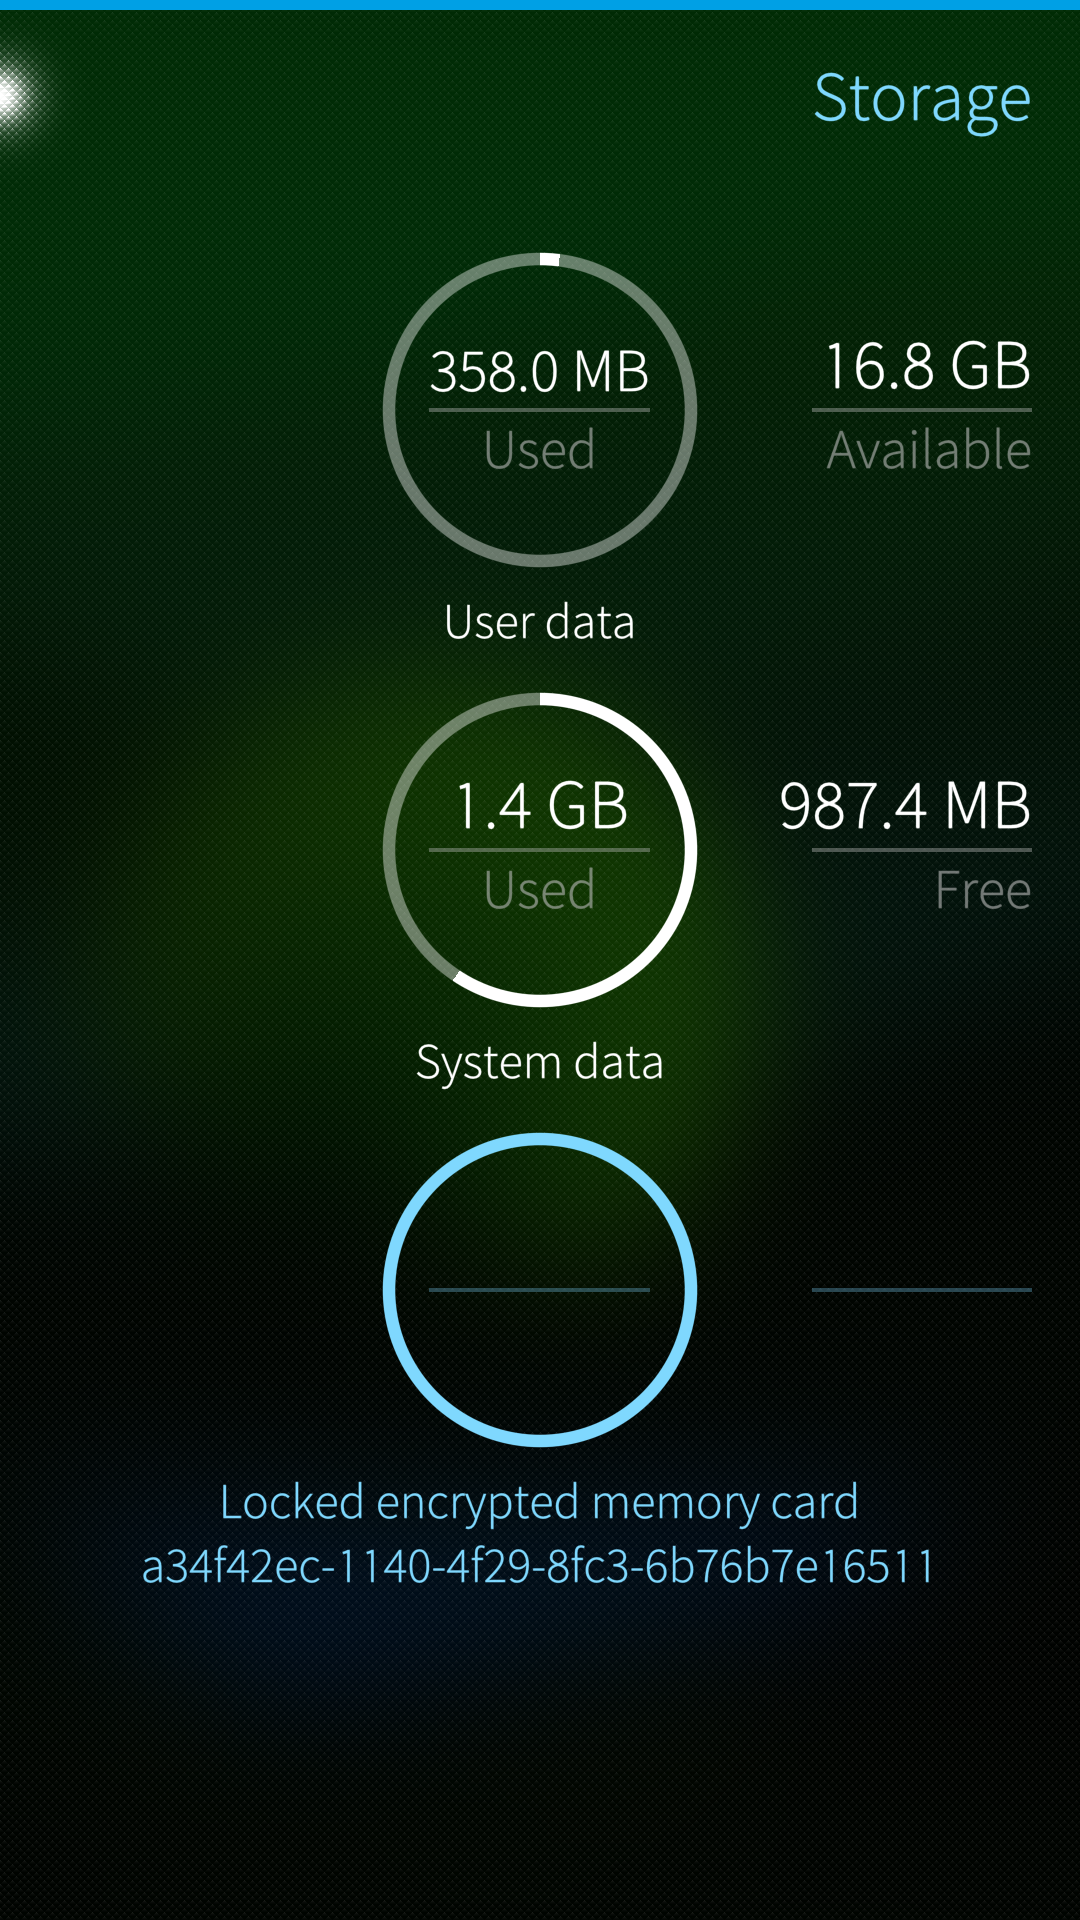 Storage
358.0 MB
Used
16.8 GB
Available
User data
1.4 GB
Used
987.4 MB
Free
System data
Locked encrypted memory card
a34f42ec-1140-4f29-8fc3-6b76b7e16511